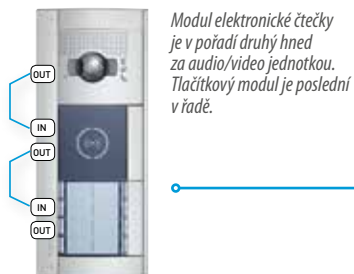 Modul elektronické čtečky
je v pořadí druhý hned
za audio/video jednotkou.
Tlačítkový modul je poslední
v řadě.
OUT
IN
OUT
IN
OUT